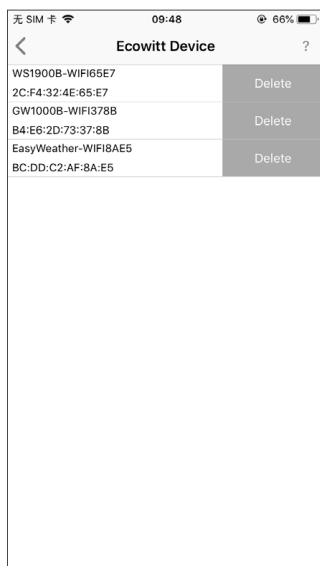 无 SIM 卡 09:48 66%
Ecowitt Device ?
WS1900B-WIFI65E7
2C:F4:32:4E:65:E7
Delete
GW1000B-WIFI378B
B4:E6:2D:73:37:8B
Delete
EasyWeather-WIFI8AE5
BC:DD:C2:AF:8A:E5
Delete